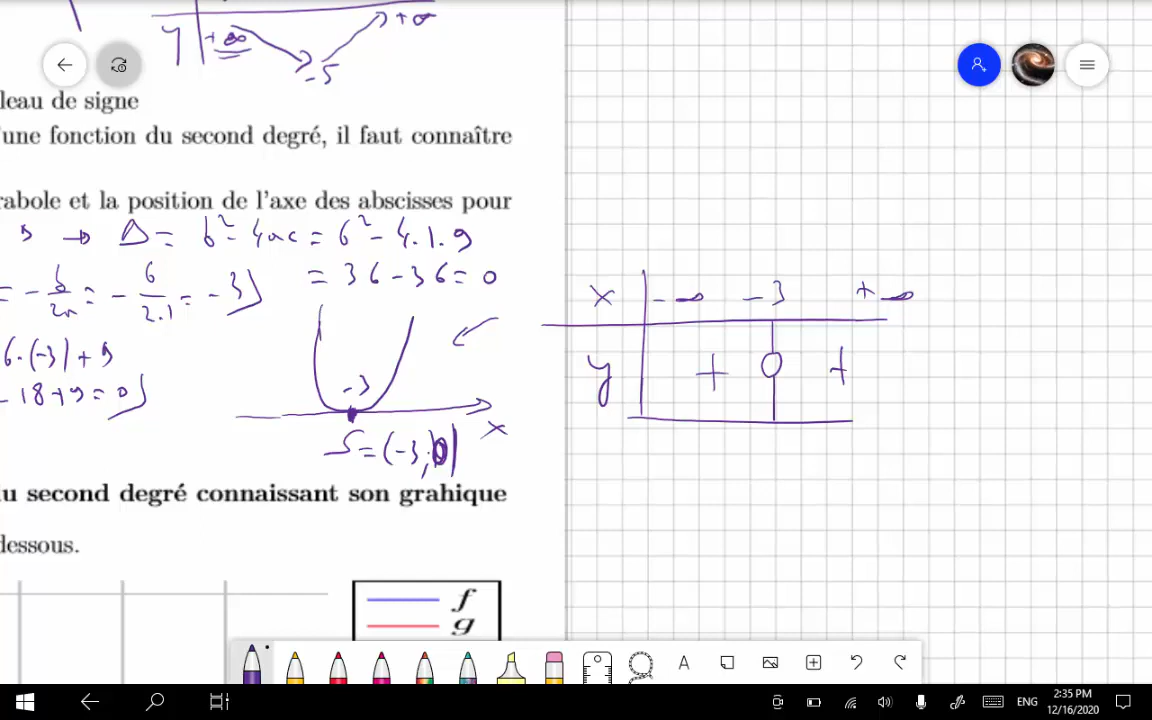 y | +∞ -5 +∞
leau de signe
'une fonction du second degré, il faut connaître
rabole et la position de l'axe des abscisses pour
9 → Δ = b² - 4ac = 6² - 4.1.9
= 36 - 36 = 0
= - b/2a = - 6/2.1 = -3
6.(-3) + 9
- 18 + 9 = 0
-3
x
S = (-3, 0)
x | -∞ -3 +∞
y | + 0 +
du second degré connaissant son grahique
dessous.
f
g
A
ENG
2:35 PM
12/16/2020